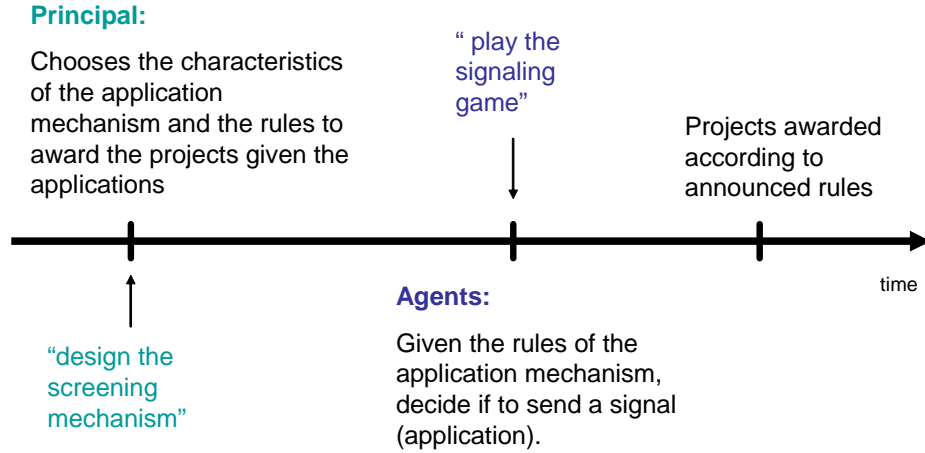 Principal:
Chooses the characteristics
of the application
mechanism and the rules to
award the projects given the
applications
“ play the
signaling
game”
Projects awarded
according to
announced rules
time
“design the
screening
mechanism”
Agents:
Given the rules of the
application mechanism,
decide if to send a signal
(application).